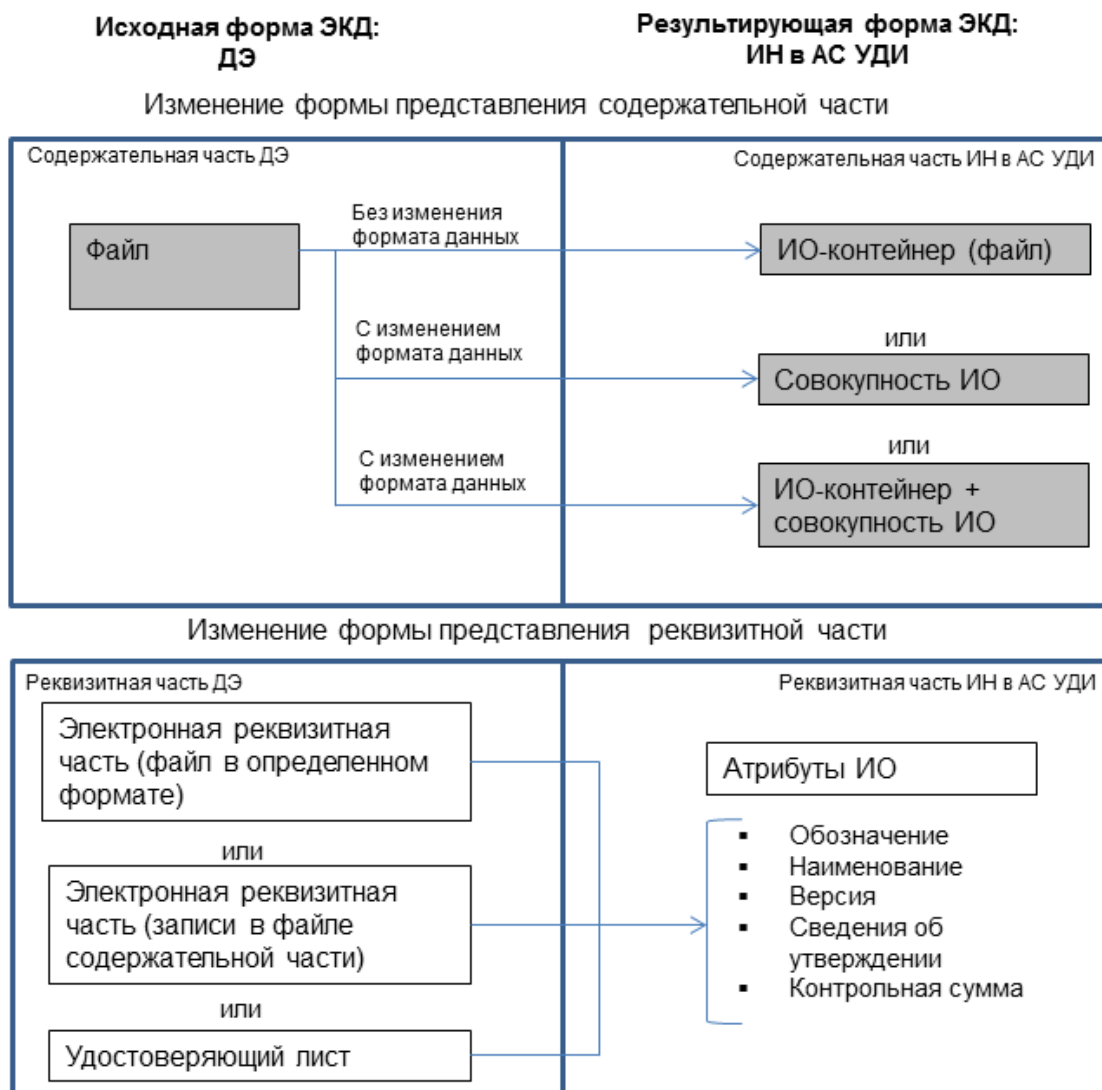 Исходная форма ЭКД:
ДЭ
Результирующая форма ЭКД:
ИН в АС УДИ
Изменение формы представления содержательной части
Содержательная часть ДЭ
Содержательная часть ИН в АС УДИ
Файл
Без изменения
формата данных
ИО-контейнер (файл)
или
С изменением
формата данных
Совокупность ИО
или
С изменением
формата данных
ИО-контейнер +
совокупность ИО
Изменение формы представления реквизитной части
Реквизитная часть ДЭ
Реквизитная часть ИН в АС УДИ
Электронная реквизитная
часть (файл в определенном
формате)
или
Электронная реквизитная
часть (записи в файле
содержательной части)
или
Удостоверяющий лист
Атрибуты ИО
▪ Обозначение
▪ Наименование
▪ Версия
▪ Сведения об
утверждении
▪ Контрольная сумма